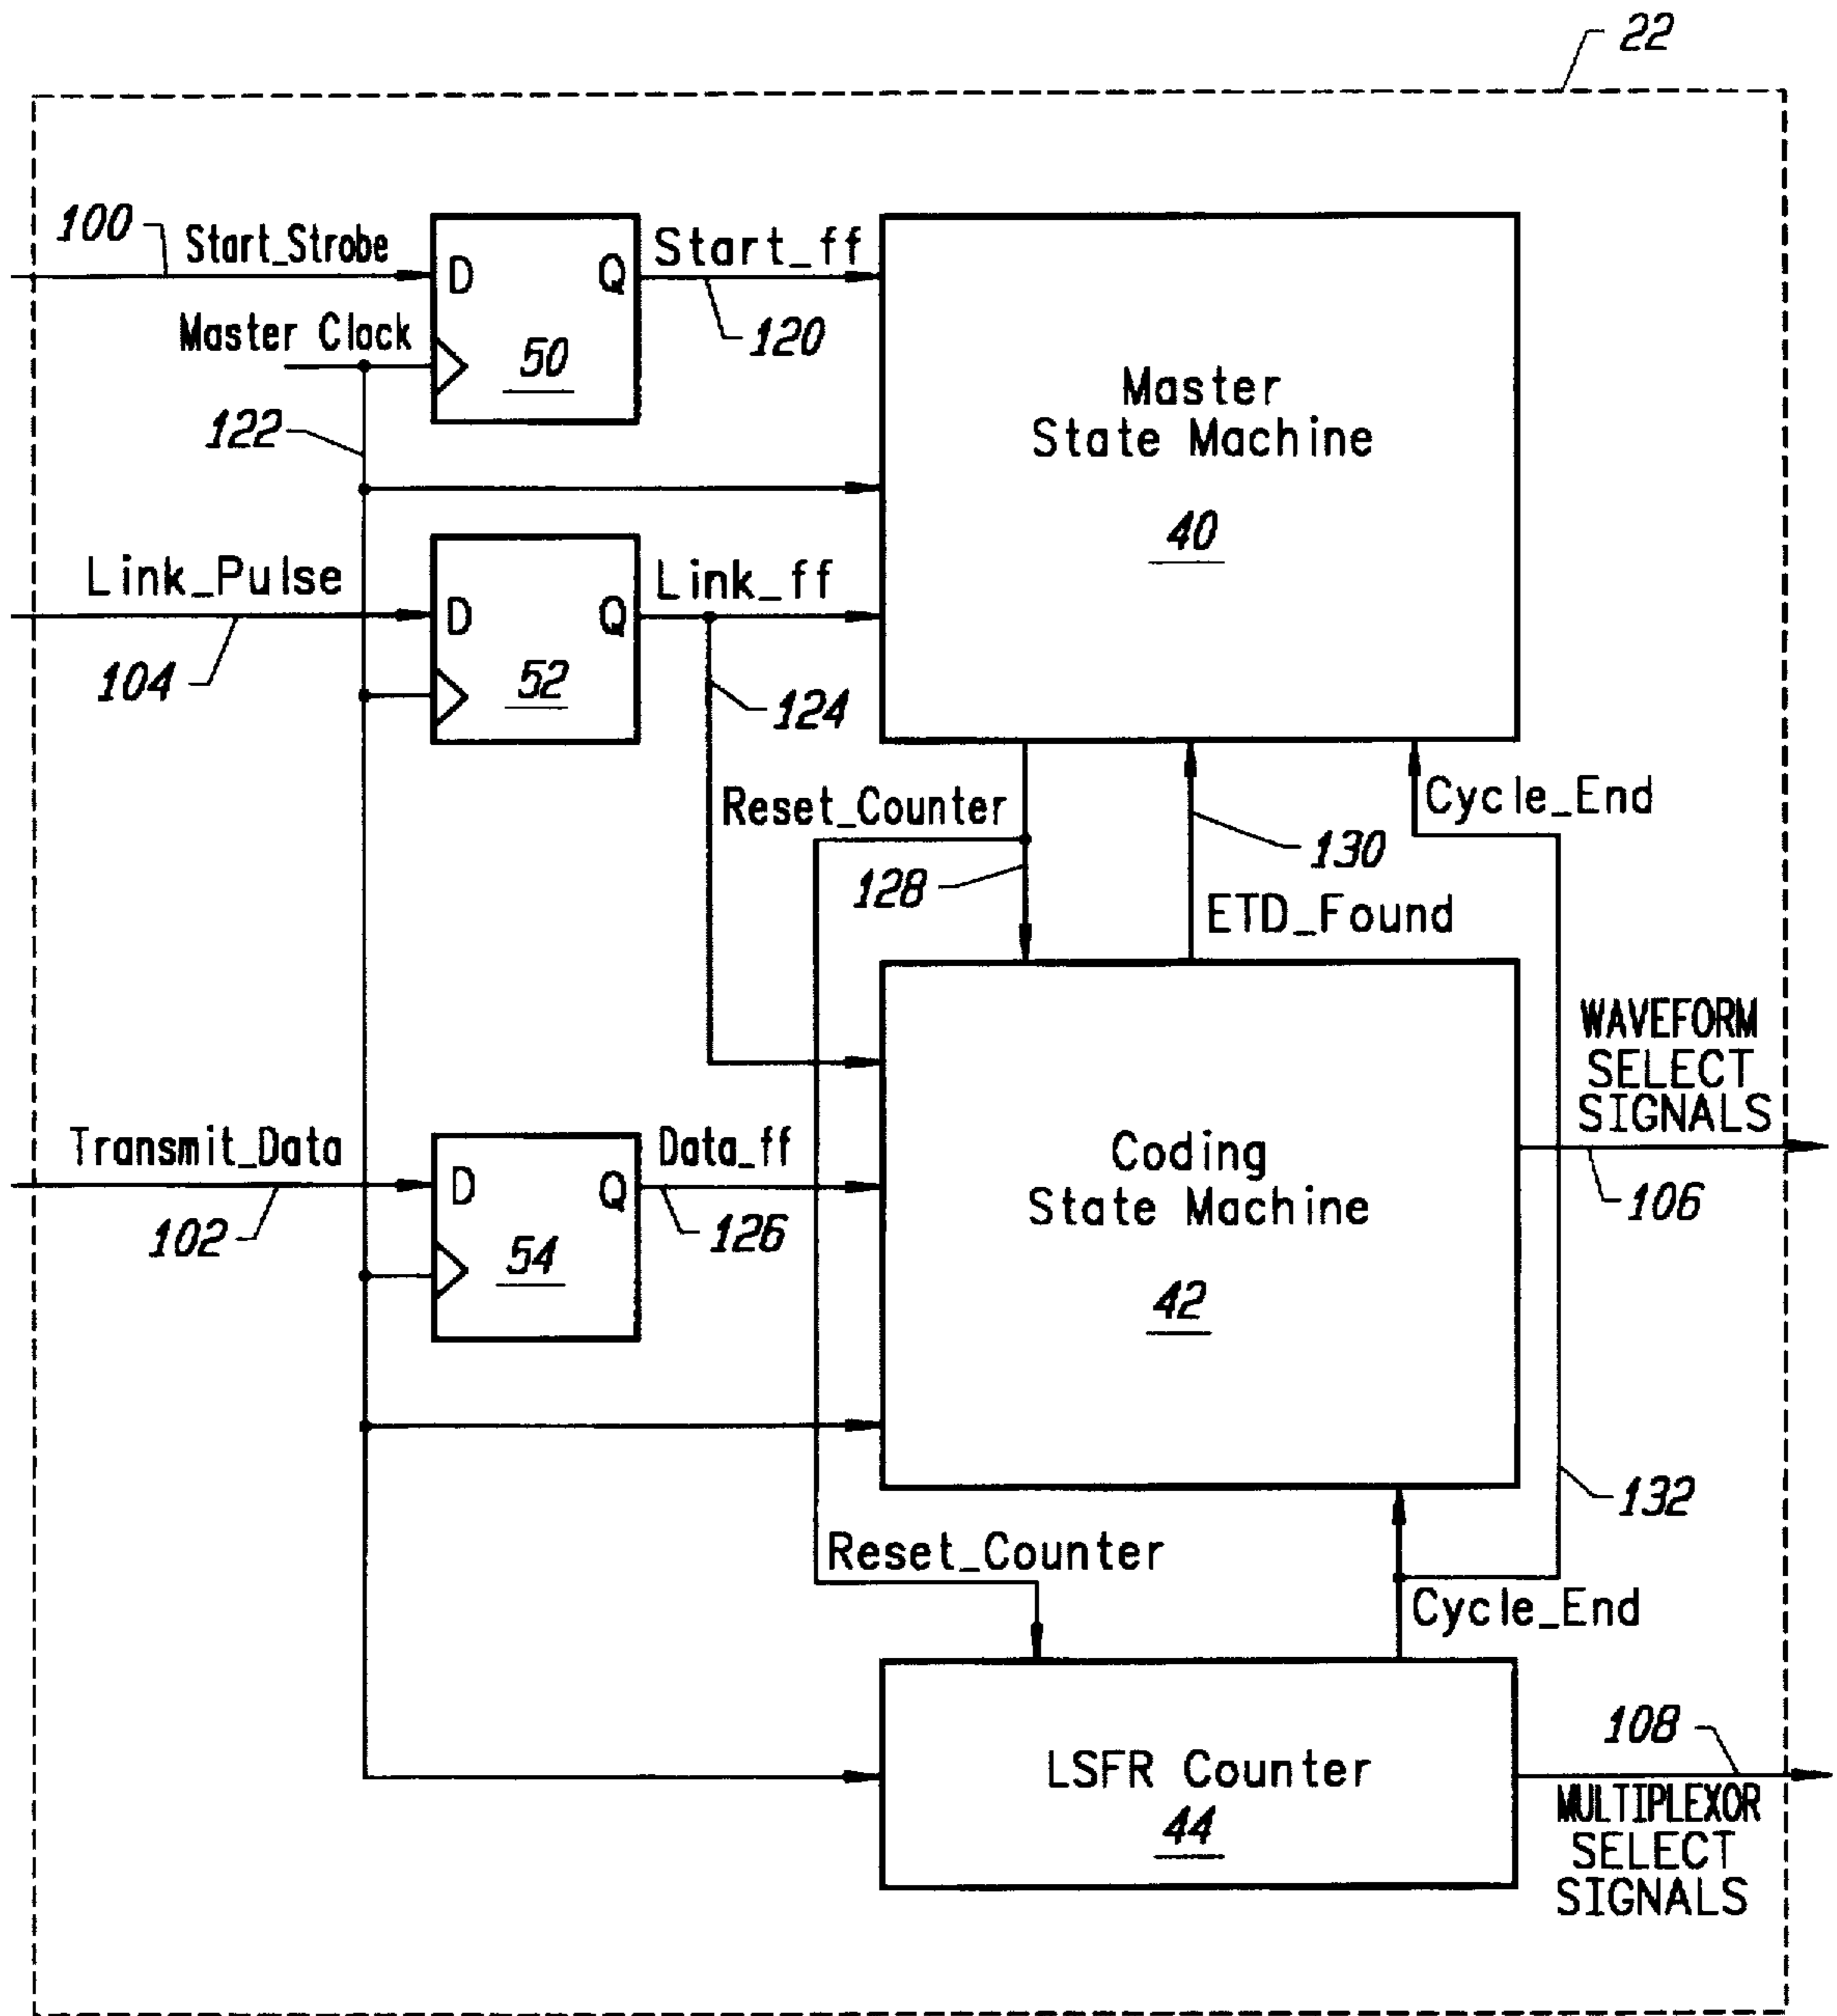 22
100
Start_Strobe
D
Q
Start_ff
Master Clock
50
120
122
Master
State Machine
40
Link_Pulse
D
Q
Link_ff
104
52
124
Reset_Counter
Cycle_End
130
128
ETD_Found
WAVEFORM
SELECT
SIGNALS
Transmit_Data
D
Q
Data_ff
102
54
126
Coding
State Machine
42
106
132
Reset_Counter
Cycle_End
LSFR Counter
44
108
MULTIPLEXOR
SELECT
SIGNALS